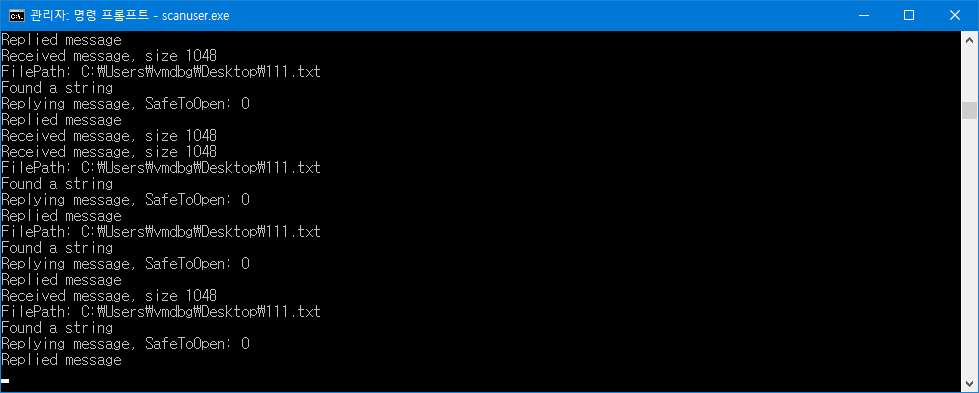 관리자: 명령 프롬프트 - scanuser.exe
Replied message
Received message, size 1048
FilePath: C:₩Users₩vmdbg₩Desktop₩111.txt
Found a string
Replying message, SafeToOpen: 0
Replied message
Received message, size 1048
Received message, size 1048
FilePath: C:₩Users₩vmdbg₩Desktop₩111.txt
Found a string
Replying message, SafeToOpen: 0
Replied message
FilePath: C:₩Users₩vmdbg₩Desktop₩111.txt
Found a string
Replying message, SafeToOpen: 0
Replied message
Received message, size 1048
FilePath: C:₩Users₩vmdbg₩Desktop₩111.txt
Found a string
Replying message, SafeToOpen: 0
Replied message